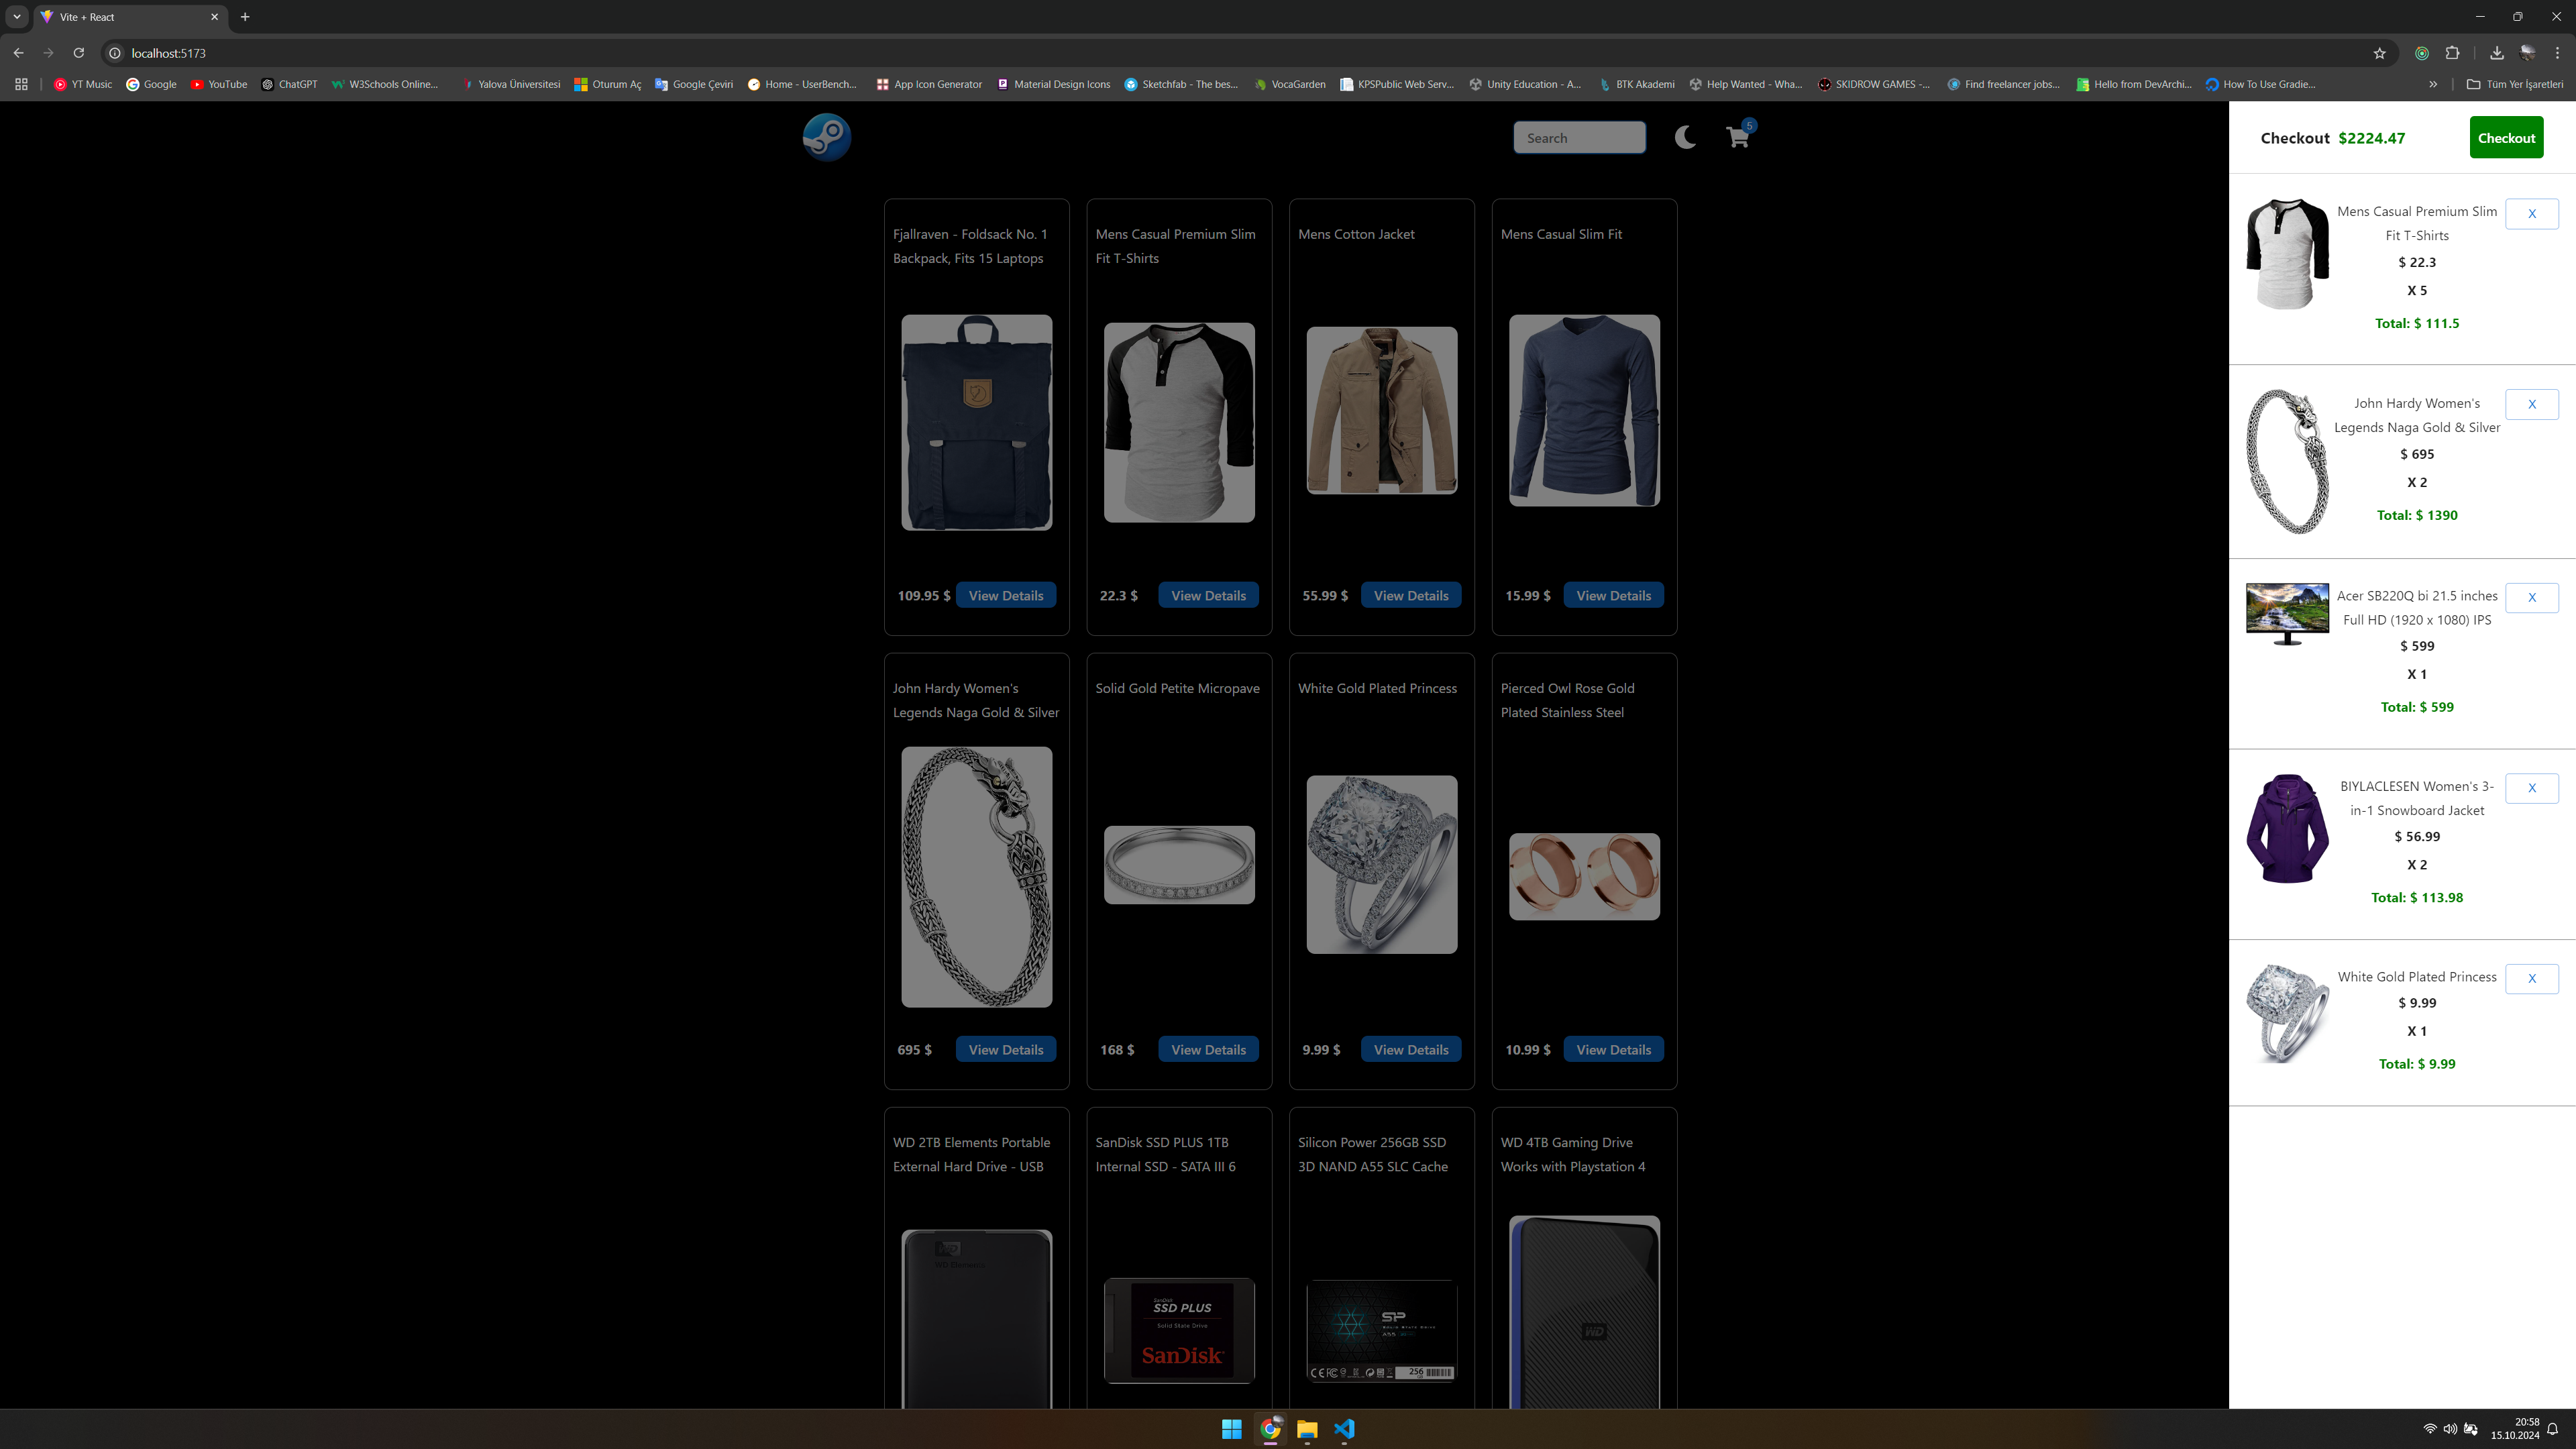 Vite + React
localhost:5173
YT Music
Google
YouTube
ChatGPT
W3Schools Online...
Yalova Üniversitesi
Oturum Aç
Google Çeviri
Home - UserBench...
App Icon Generator
Material Design Icons
Sketchfab - The bes...
VocaGarden
KPSPublic Web Serv...
Unity Education - A...
BTK Akademi
Help Wanted - Wha...
SKIDROW GAMES -...
Find freelancer jobs...
Hello from DevArchi...
How To Use Gradie...
Tüm Yer İşaretleri
Search
5
Fjallraven - Foldsack No. 1
Backpack, Fits 15 Laptops
109.95 $
View Details
Mens Casual Premium Slim
Fit T-Shirts
22.3 $
View Details
Mens Cotton Jacket
55.99 $
View Details
Mens Casual Slim Fit
15.99 $
View Details
John Hardy Women's
Legends Naga Gold & Silver
695 $
View Details
Solid Gold Petite Micropave
168 $
View Details
White Gold Plated Princess
9.99 $
View Details
Pierced Owl Rose Gold
Plated Stainless Steel
10.99 $
View Details
WD 2TB Elements Portable
External Hard Drive - USB
SanDisk SSD PLUS 1TB
Internal SSD - SATA III 6
SanDisk
SSD PLUS
Solid State Drive
SanDisk
Silicon Power 256GB SSD
3D NAND A55 SLC Cache
SP
A55
256
WD 4TB Gaming Drive
Works with Playstation 4
WD
Checkout $2224.47
Checkout
Mens Casual Premium Slim
Fit T-Shirts
$ 22.3
X 5
Total: $ 111.5
X
John Hardy Women's
Legends Naga Gold & Silver
$ 695
X 2
Total: $ 1390
X
Acer SB220Q bi 21.5 inches
Full HD (1920 x 1080) IPS
$ 599
X 1
Total: $ 599
X
BIYLACLESEN Women's 3-
in-1 Snowboard Jacket
$ 56.99
X 2
Total: $ 113.98
X
White Gold Plated Princess
$ 9.99
X 1
Total: $ 9.99
X
20:58
15.10.2024